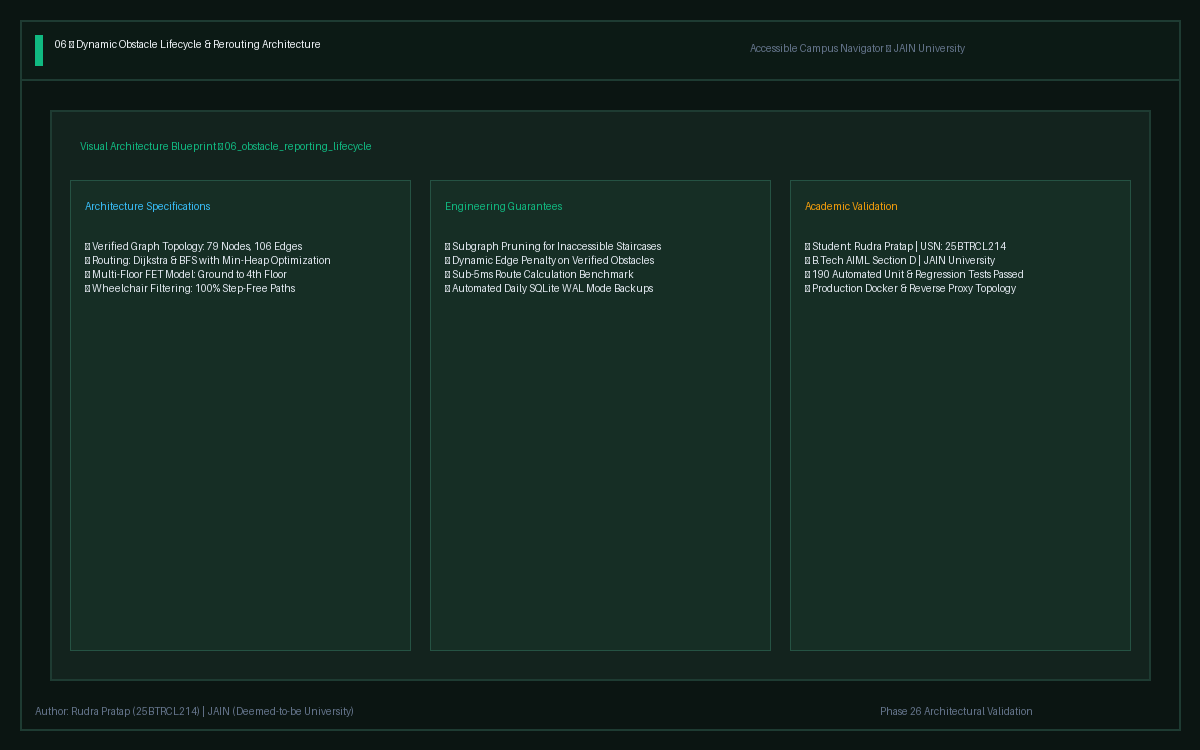 06 ▯ Dynamic Obstacle Lifecycle & Rerouting Architecture
Accessible Campus Navigator ▯ JAIN University
Visual Architecture Blueprint ▯ 06_obstacle_reporting_lifecycle
Architecture Specifications
▯ Verified Graph Topology: 79 Nodes, 106 Edges
▯ Routing: Dijkstra & BFS with Min-Heap Optimization
▯ Multi-Floor FET Model: Ground to 4th Floor
▯ Wheelchair Filtering: 100% Step-Free Paths
Engineering Guarantees
▯ Subgraph Pruning for Inaccessible Staircases
▯ Dynamic Edge Penalty on Verified Obstacles
▯ Sub-5ms Route Calculation Benchmark
▯ Automated Daily SQLite WAL Mode Backups
Academic Validation
▯ Student: Rudra Pratap | USN: 25BTRCL214
▯ B.Tech AIML Section D | JAIN University
▯ 190 Automated Unit & Regression Tests Passed
▯ Production Docker & Reverse Proxy Topology
Author: Rudra Pratap (25BTRCL214) | JAIN (Deemed-to-be University)
Phase 26 Architectural Validation